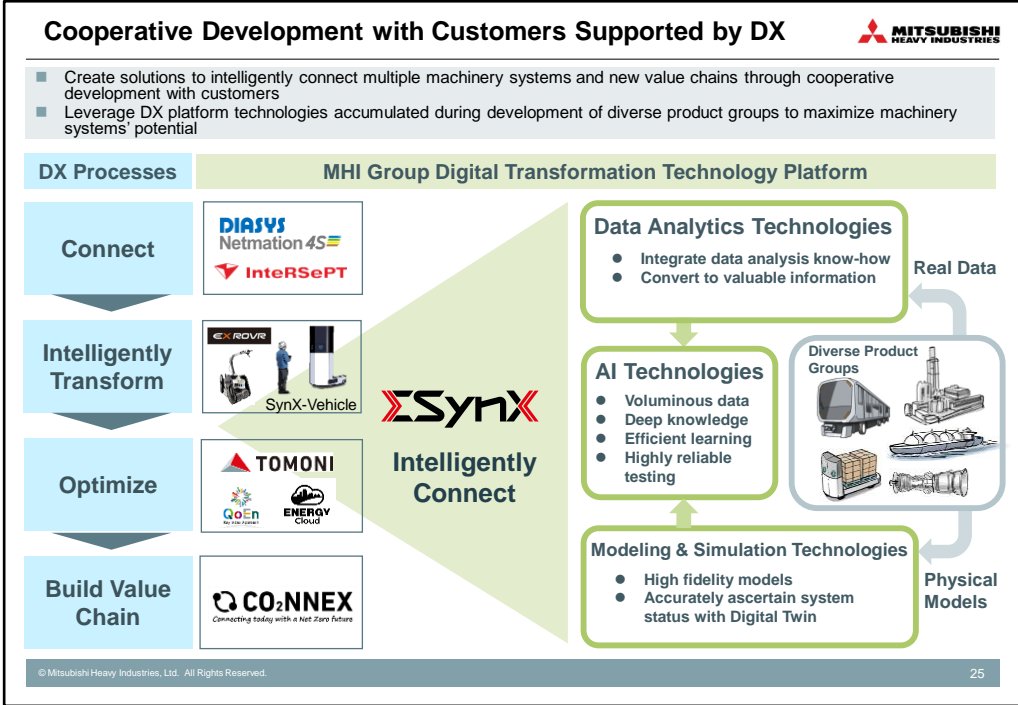 Cooperative Development with Customers Supported by DX
MITSUBISHI
HEAVY INDUSTRIES
Create solutions to intelligently connect multiple machinery systems and new value chains through cooperative
development with customers
Leverage DX platform technologies accumulated during development of diverse product groups to maximize machinery
systems' potential
DX Processes
MHI Group Digital Transformation Technology Platform
Connect
DIASYS
Netmation 4S
InteRSePT
Intelligently
Transform
EX ROVR
SynX-Vehicle
Optimize
TOMONI
QoEn
ENERGY
Cloud
Build Value
Chain
CO₂NNEX
Connecting today with a Net Zero future
ΣSynX
Intelligently
Connect
Data Analytics Technologies
● Integrate data analysis know-how
● Convert to valuable information
Real Data
AI Technologies
● Voluminous data
● Deep knowledge
● Efficient learning
● Highly reliable
testing
Diverse Product
Groups
Modeling & Simulation Technologies
● High fidelity models
● Accurately ascertain system
status with Digital Twin
Physical
Models
© Mitsubishi Heavy Industries, Ltd. All Rights Reserved.
25